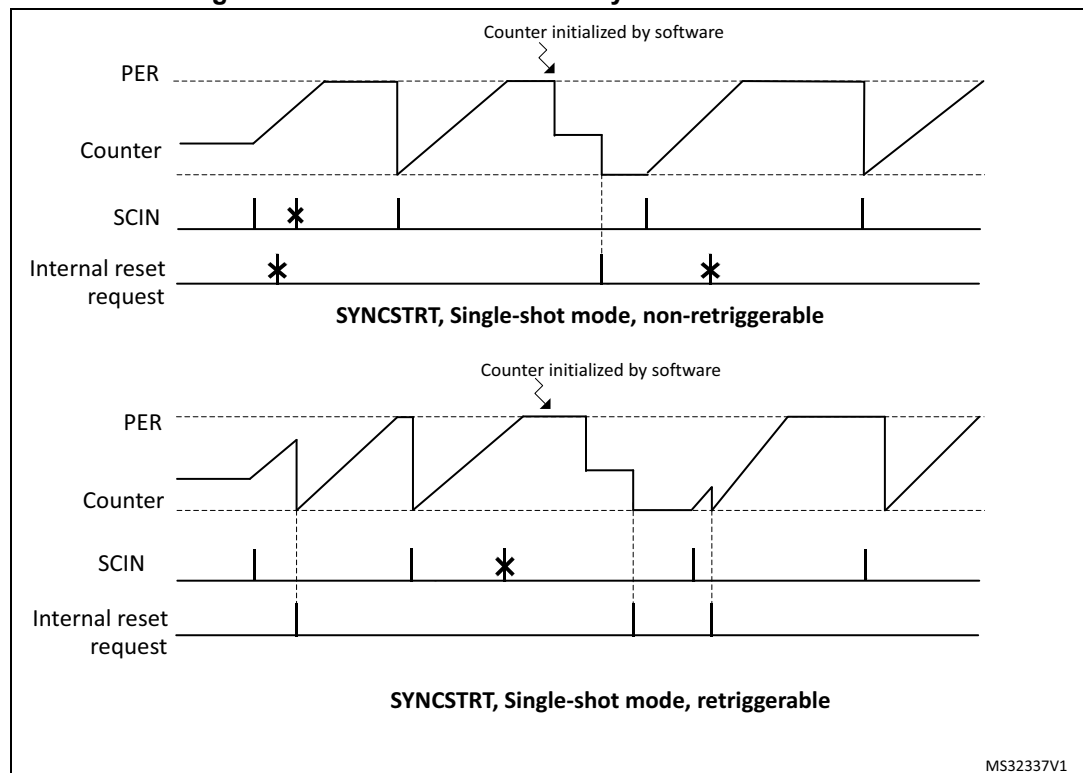 Counter initialized by software
PER
Counter
SCIN
Internal reset
request
SYNCSTRT, Single-shot mode, non-retriggerable
Counter initialized by software
PER
Counter
SCIN
Internal reset
request
SYNCSTRT, Single-shot mode, retriggerable
MS32337V1